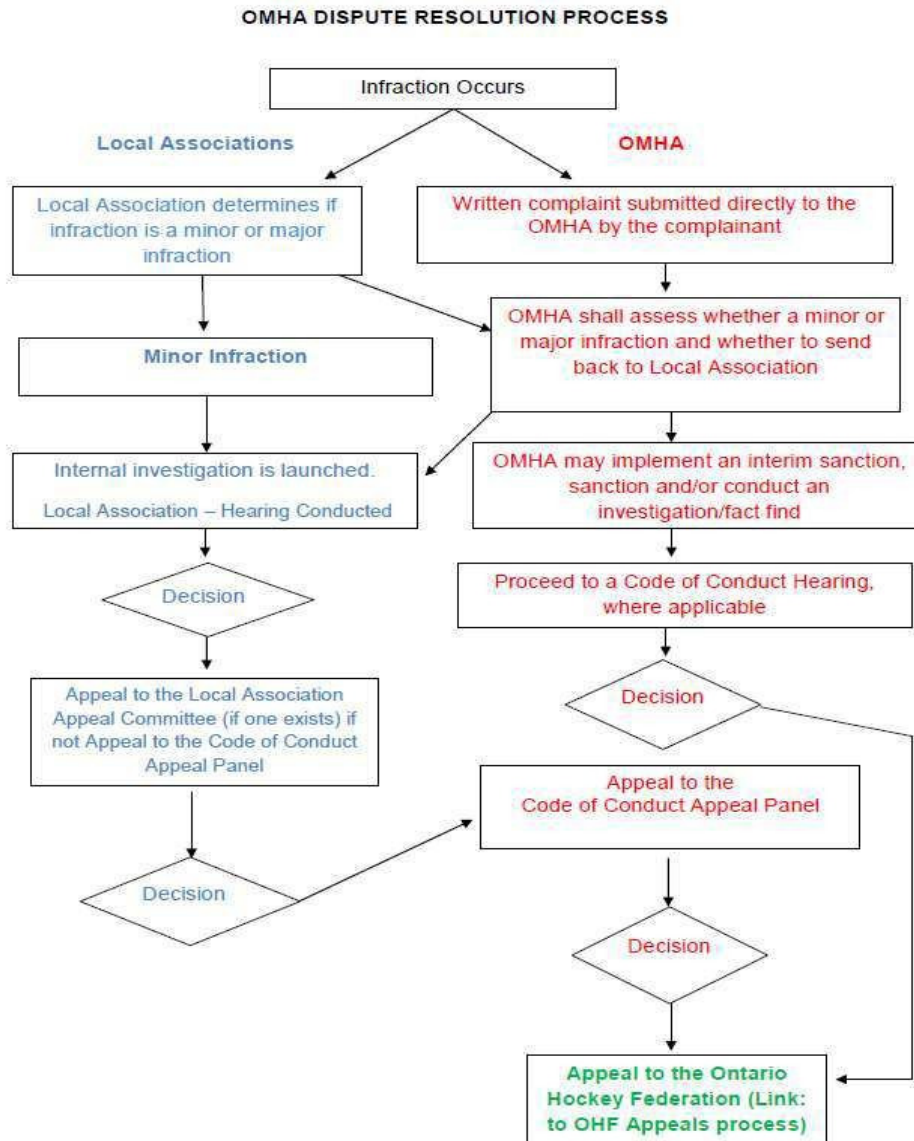 OMHA DISPUTE RESOLUTION PROCESS
Infraction Occurs
Local Associations
OMHA
Local Association determines if
infraction is a minor or major
infraction
Written complaint submitted directly to the
OMHA by the complainant
Minor Infraction
OMHA shall assess whether a minor or
major infraction and whether to send
back to Local Association
Internal investigation is launched.
Local Association – Hearing Conducted
OMHA may implement an interim sanction,
sanction and/or conduct an
investigation/fact find
Decision
Proceed to a Code of Conduct Hearing,
where applicable
Appeal to the Local Association
Appeal Committee (if one exists) if
not Appeal to the Code of Conduct
Appeal Panel
Decision
Appeal to the
Code of Conduct Appeal Panel
Decision
Decision
Appeal to the Ontario
Hockey Federation (Link:
to OHF Appeals process)